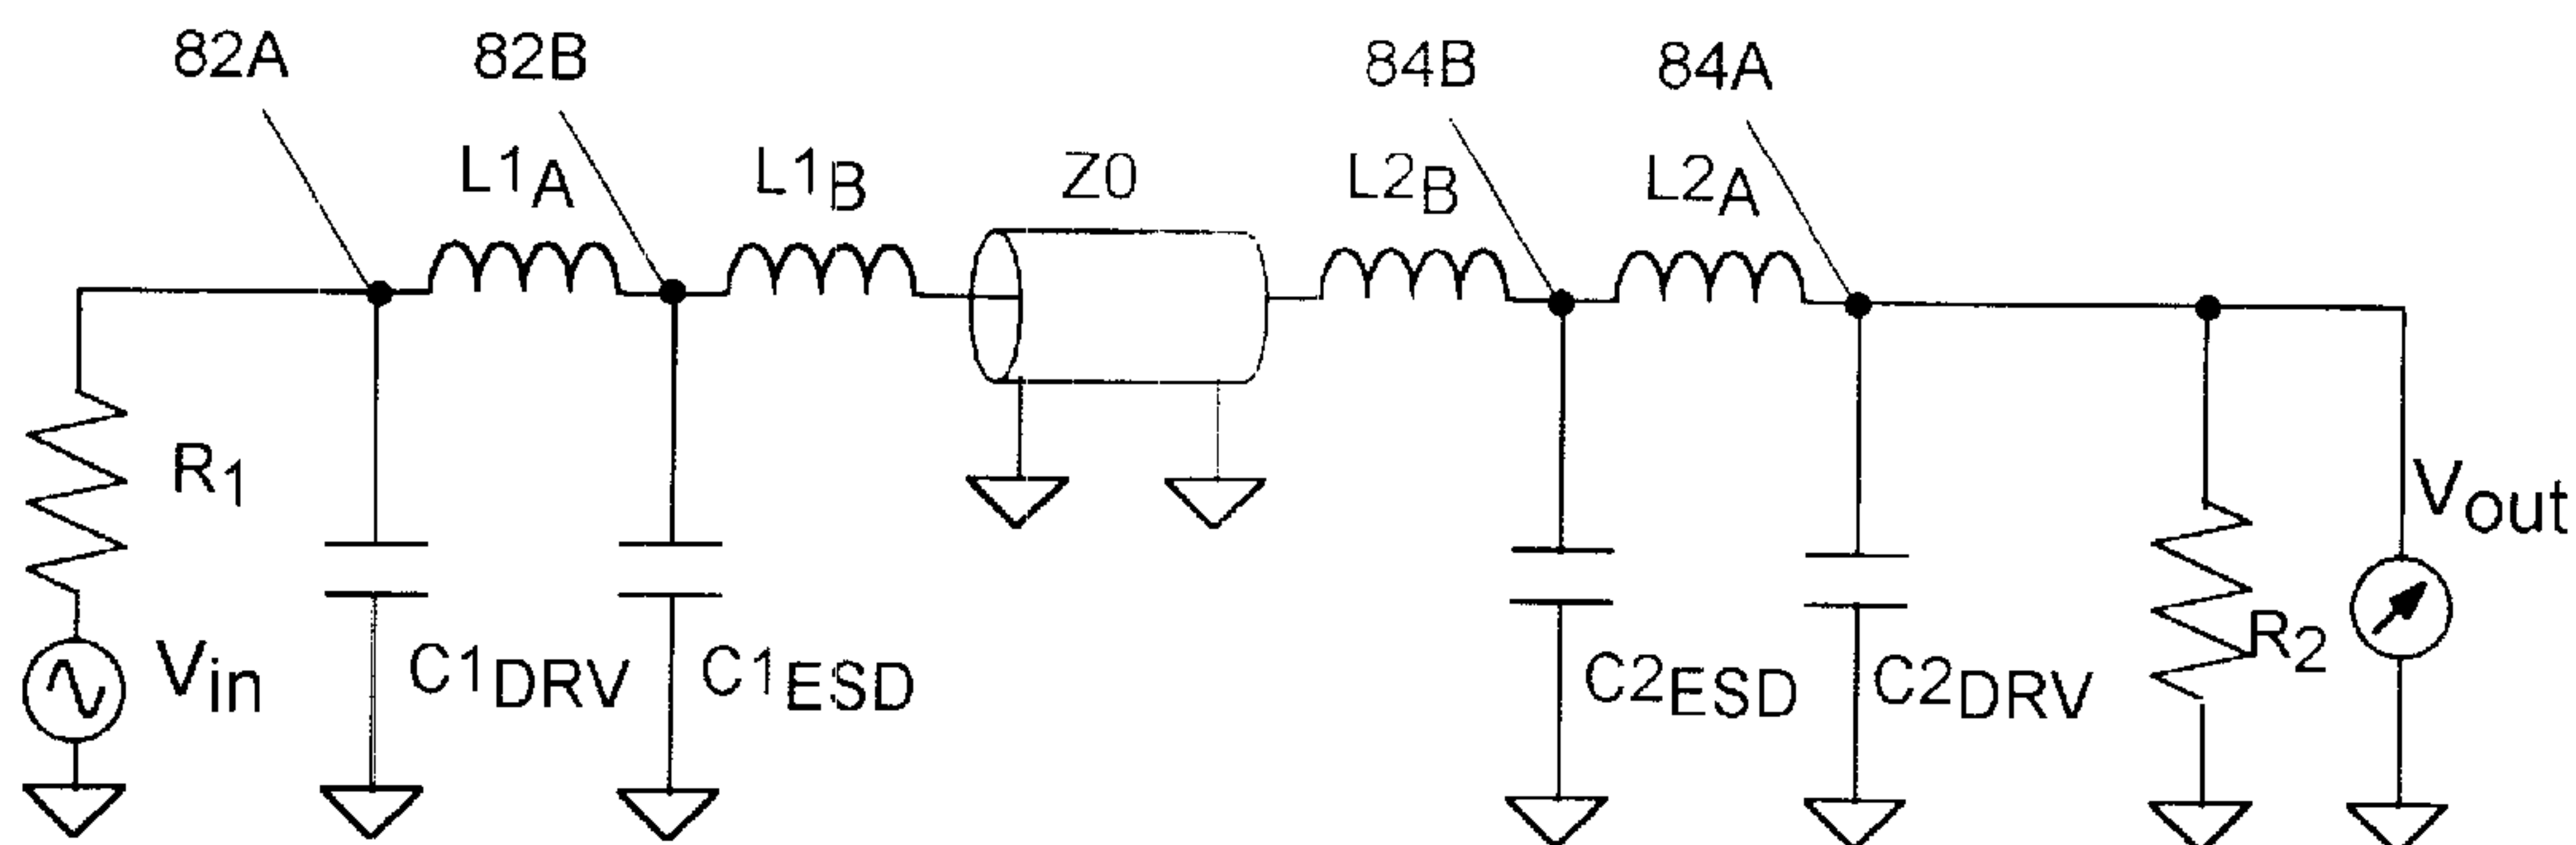 82A 82B 84B 84A
L1A L1B Z0 L2B L2A
R1 Vout
Vin C1DRV C1ESD C2ESD C2DRV R2